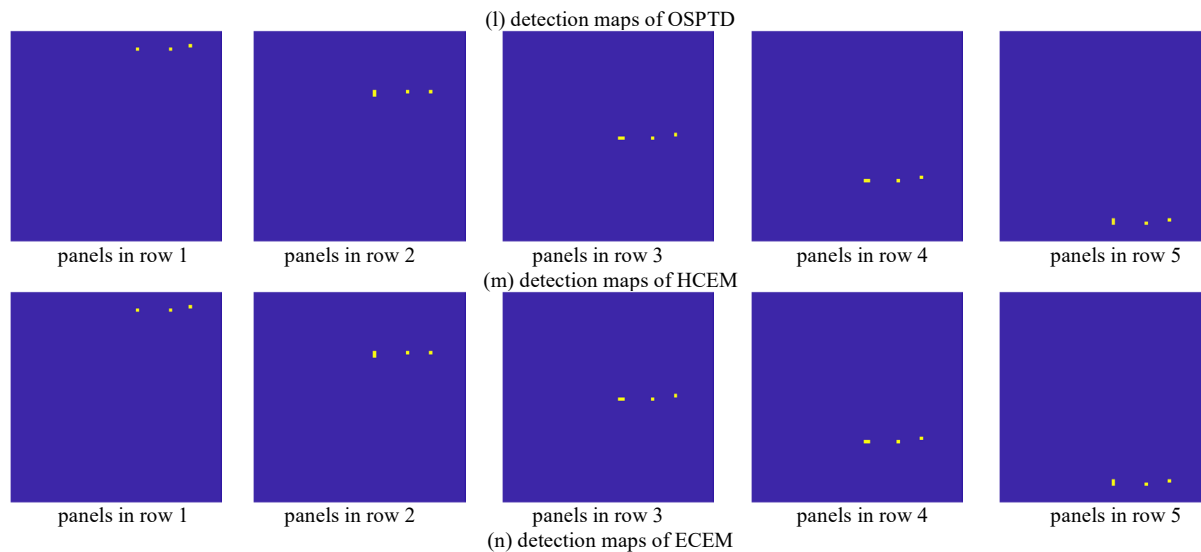 (l) detection maps of OSPTD
panels in row 1 panels in row 2 panels in row 3 panels in row 4 panels in row 5
(m) detection maps of HCEM
panels in row 1 panels in row 2 panels in row 3 panels in row 4 panels in row 5
(n) detection maps of ECEM